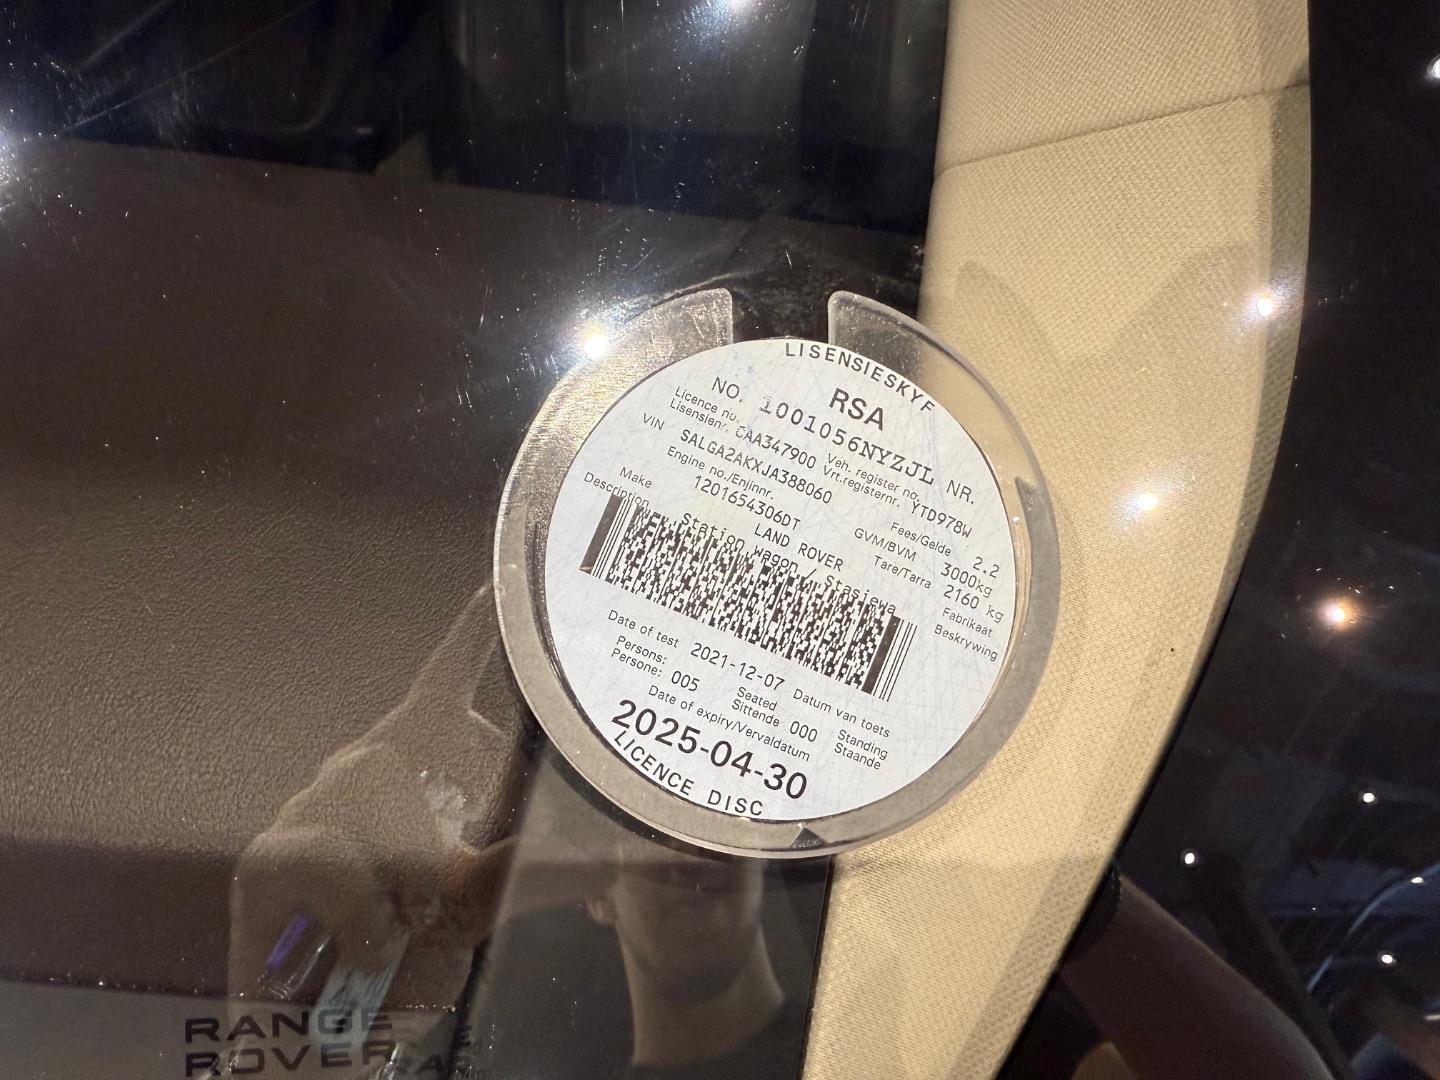 LISENSIESKYF
RSA
NO. 1001056NYZJL NR.
Licence no. Veh. register no.
Lisensienr. CAA347900 Vrt.registernr. YTD978W
VIN SALGA2AKXJA388060 Fees/Gelde 2.2
Engine no./Enjinnr. GVM/BVM 3000kg
1201654306DT Tare/Tarra 2160 kg
Make LAND ROVER Fabrikaat
Description Station wagon / Stasiewa Beskrywing
Date of test 2021-12-07 Datum van toets
Persons: Seated Standing
Persone: 005 Sittende 000 Staande
Date of expiry/Vervaldatum
2025-04-30
LICENCE DISC
RANGE
ROVER